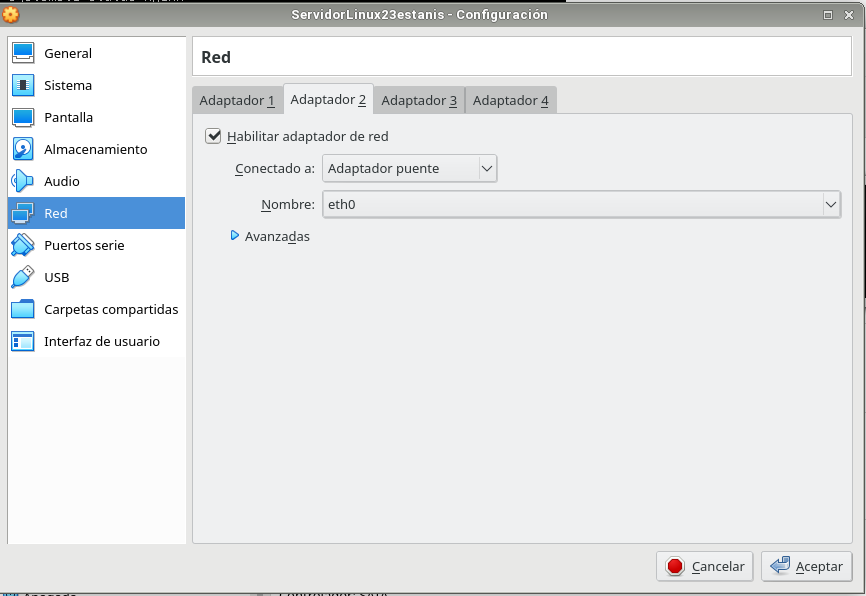 ServidorLinux23estanis - Configuración
General
Sistema
Pantalla
Almacenamiento
Audio
Red
Puertos serie
USB
Carpetas compartidas
Interfaz de usuario
Red
Adaptador 1 Adaptador 2 Adaptador 3 Adaptador 4
Habilitar adaptador de red
Conectado a: Adaptador puente
Nombre: eth0
Avanzadas
Cancelar Aceptar